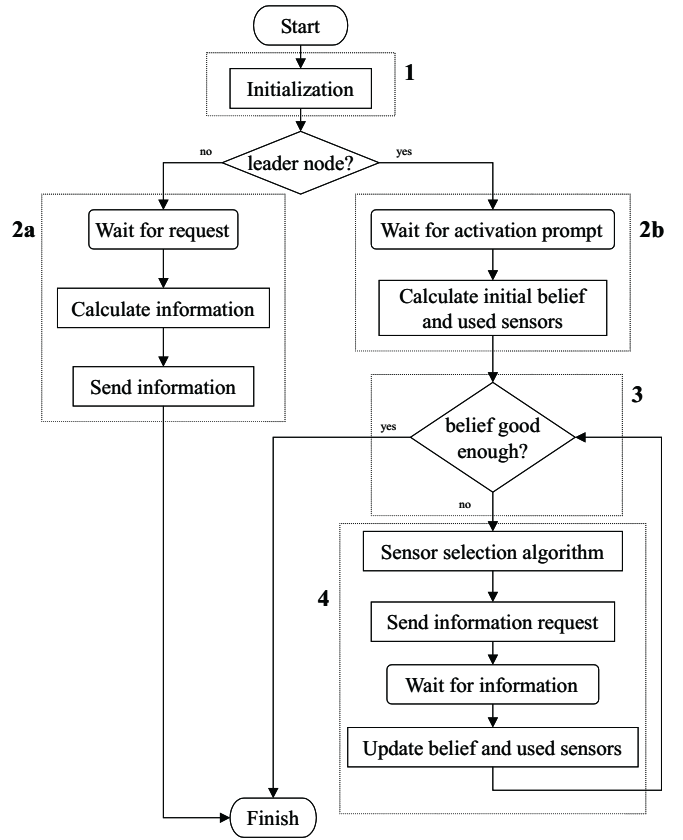 Start
1
Initialization
leader node?
no
yes
2a
Wait for request
Calculate information
Send information
2b
Wait for activation prompt
Calculate initial belief
and used sensors
3
belief good
enough?
yes
no
4
Sensor selection algorithm
Send information request
Wait for information
Update belief and used sensors
Finish